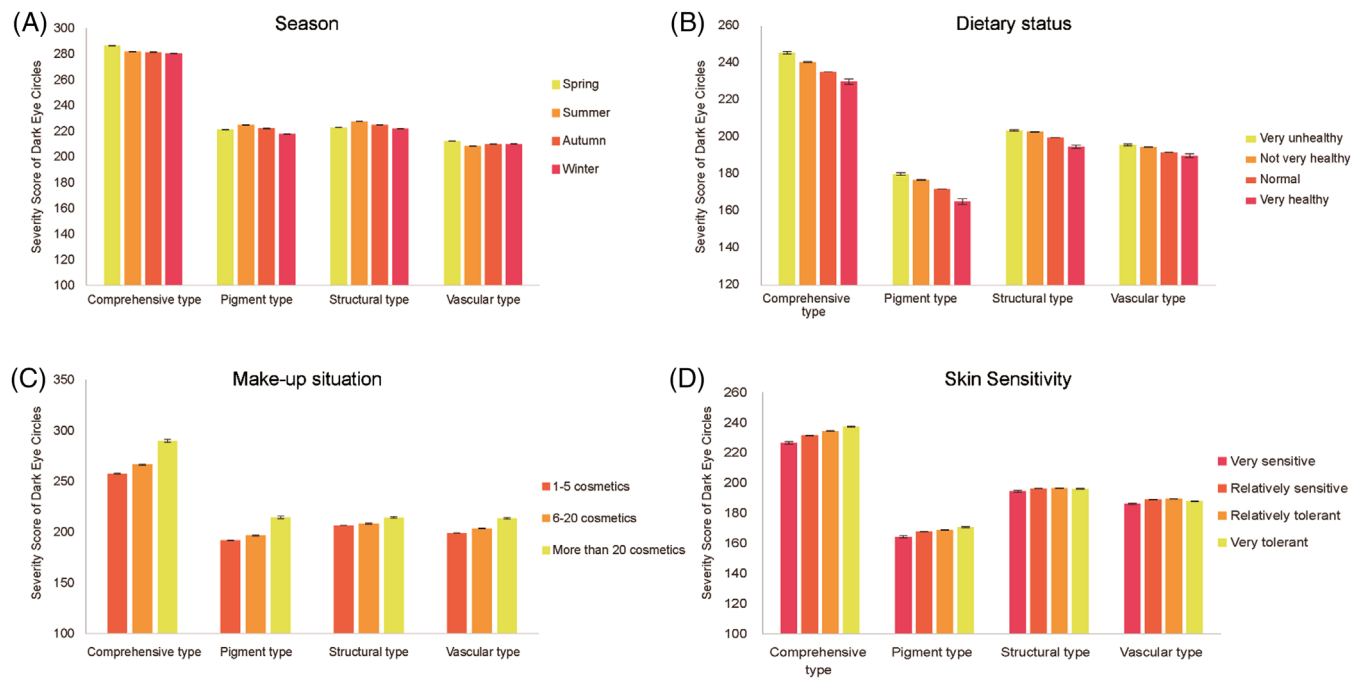 (A)
Season
Severity Score of Dark Eye Circles
300
280
260
240
220
200
180
160
140
120
100
Comprehensive type
Pigment type
Structural type
Vascular type
Spring
Summer
Autumn
Winter
(B)
Dietary status
Severity Score of Dark Eye Circles
260
240
220
200
180
160
140
120
Comprehensive
type
Pigment type
Structural type
Vascular type
Very unhealthy
Not very healthy
Normal
Very healthy
(C)
Make-up situation
Severity Score of Dark Eye Circles
350
300
250
200
150
100
Comprehensive type
Pigment type
Structural type
Vascular type
1-5 cosmetics
6-20 cosmetics
More than 20 cosmetics
(D)
Skin Sensitivity
Severity Score of Dark Eye Circles
260
240
220
200
180
160
140
120
100
Comprehensive
type
Pigment type
Structural type
Vascular type
Very sensitive
Relatively sensitive
Relatively tolerant
Very tolerant